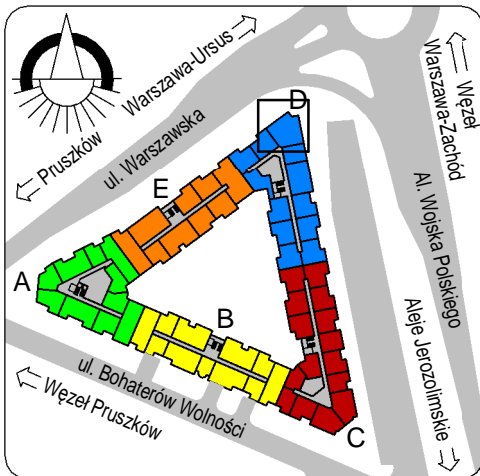 Warszawa-Ursus
Pruszków
ul. Warszawska
D
Węzeł
Warszawa-Zachód
E
Al. Wojska Polskiego
A
B
Aleje Jerozolimskie
ul. Bohaterów Wolności
Węzeł Pruszków
C